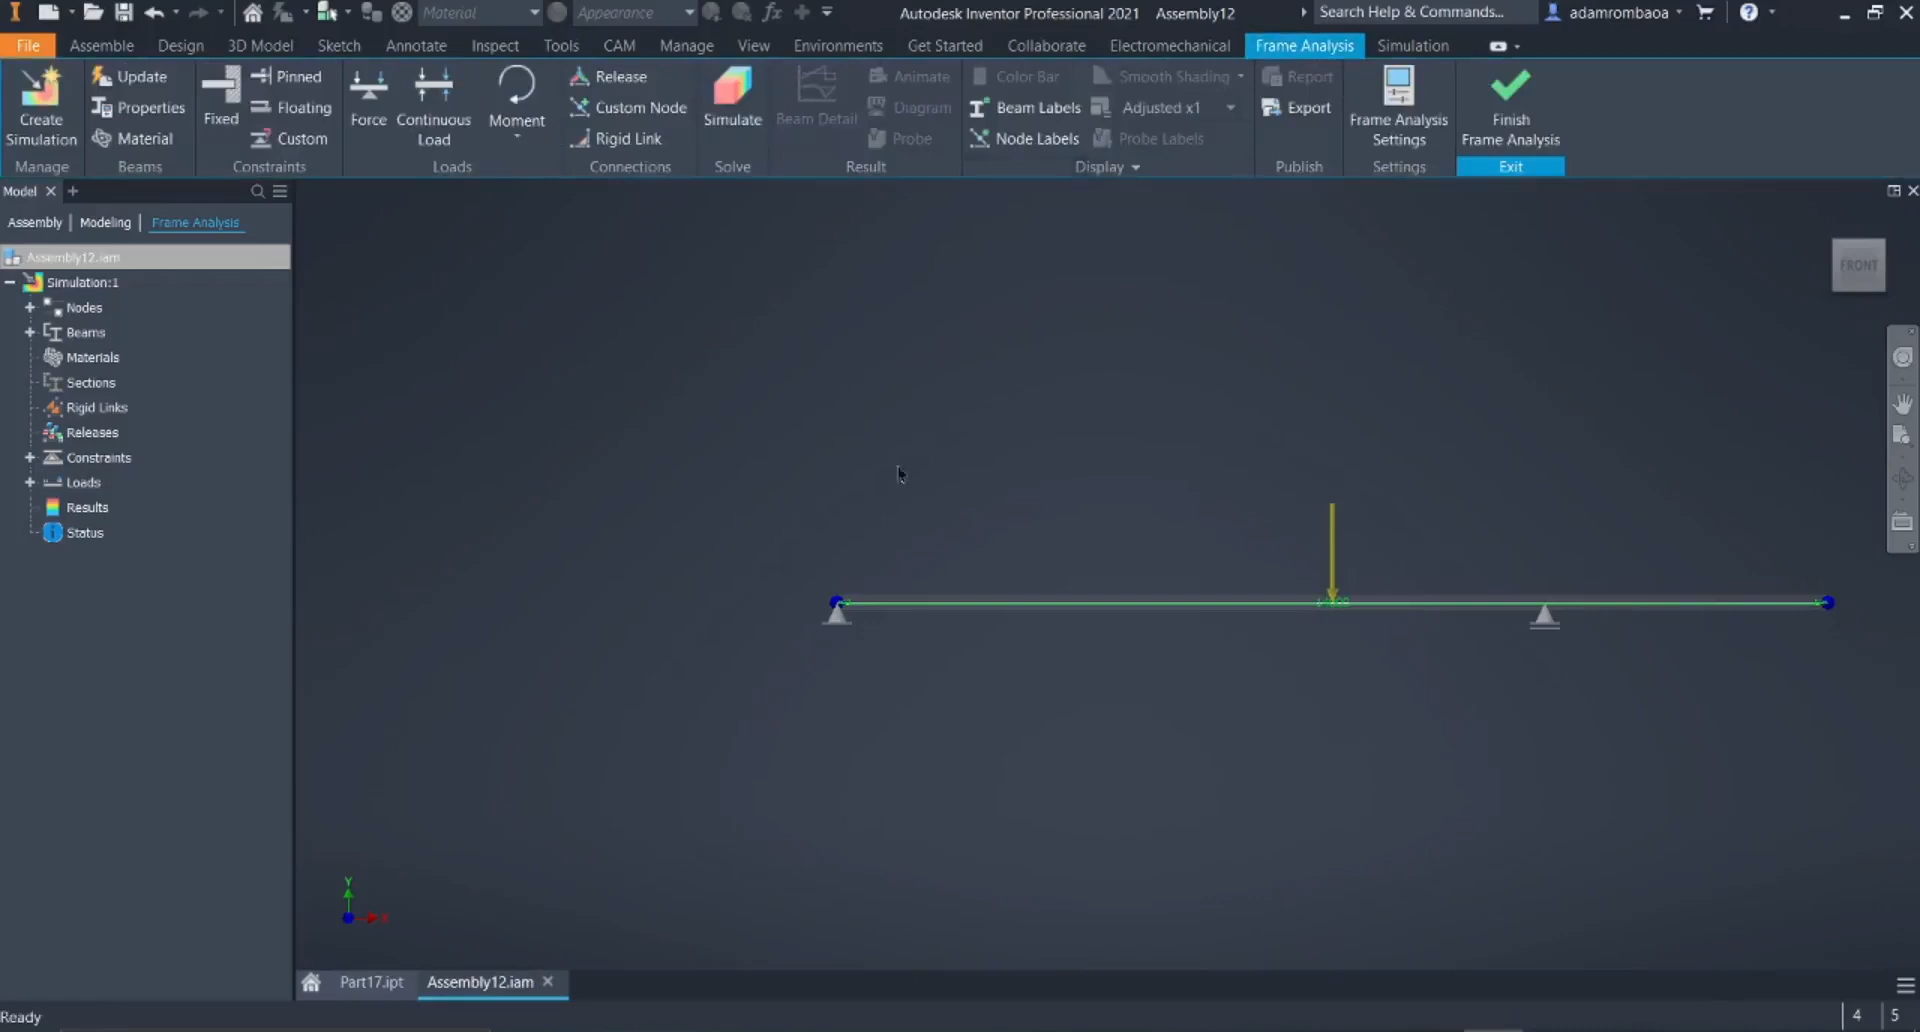 Material
Appearance
Autodesk Inventor Professional 2021 Assembly12
Search Help & Commands...
adamrombaoa
File
Assemble
Design
3D Model
Sketch
Annotate
Inspect
Tools
CAM
Manage
View
Environments
Get Started
Collaborate
Electromechanical
Frame Analysis
Simulation
Create Simulation
Manage
Update
Properties
Material
Beams
Fixed
Pinned
Floating
Custom
Constraints
Force
Continuous Load
Moment
Loads
Release
Custom Node
Rigid Link
Connections
Simulate
Solve
Beam Detail
Animate
Diagram
Probe
Result
Color Bar
Beam Labels
Node Labels
Smooth Shading
Adjusted x1
Probe Labels
Display
Report
Export
Publish
Frame Analysis Settings
Settings
Finish Frame Analysis
Exit
Model
Assembly
Modeling
Frame Analysis
Assembly12.iam
Simulation:1
Nodes
Beams
Materials
Sections
Rigid Links
Releases
Constraints
Loads
Results
Status
FRONT
Y
X
Part17.ipt
Assembly12.iam
Ready
4
5